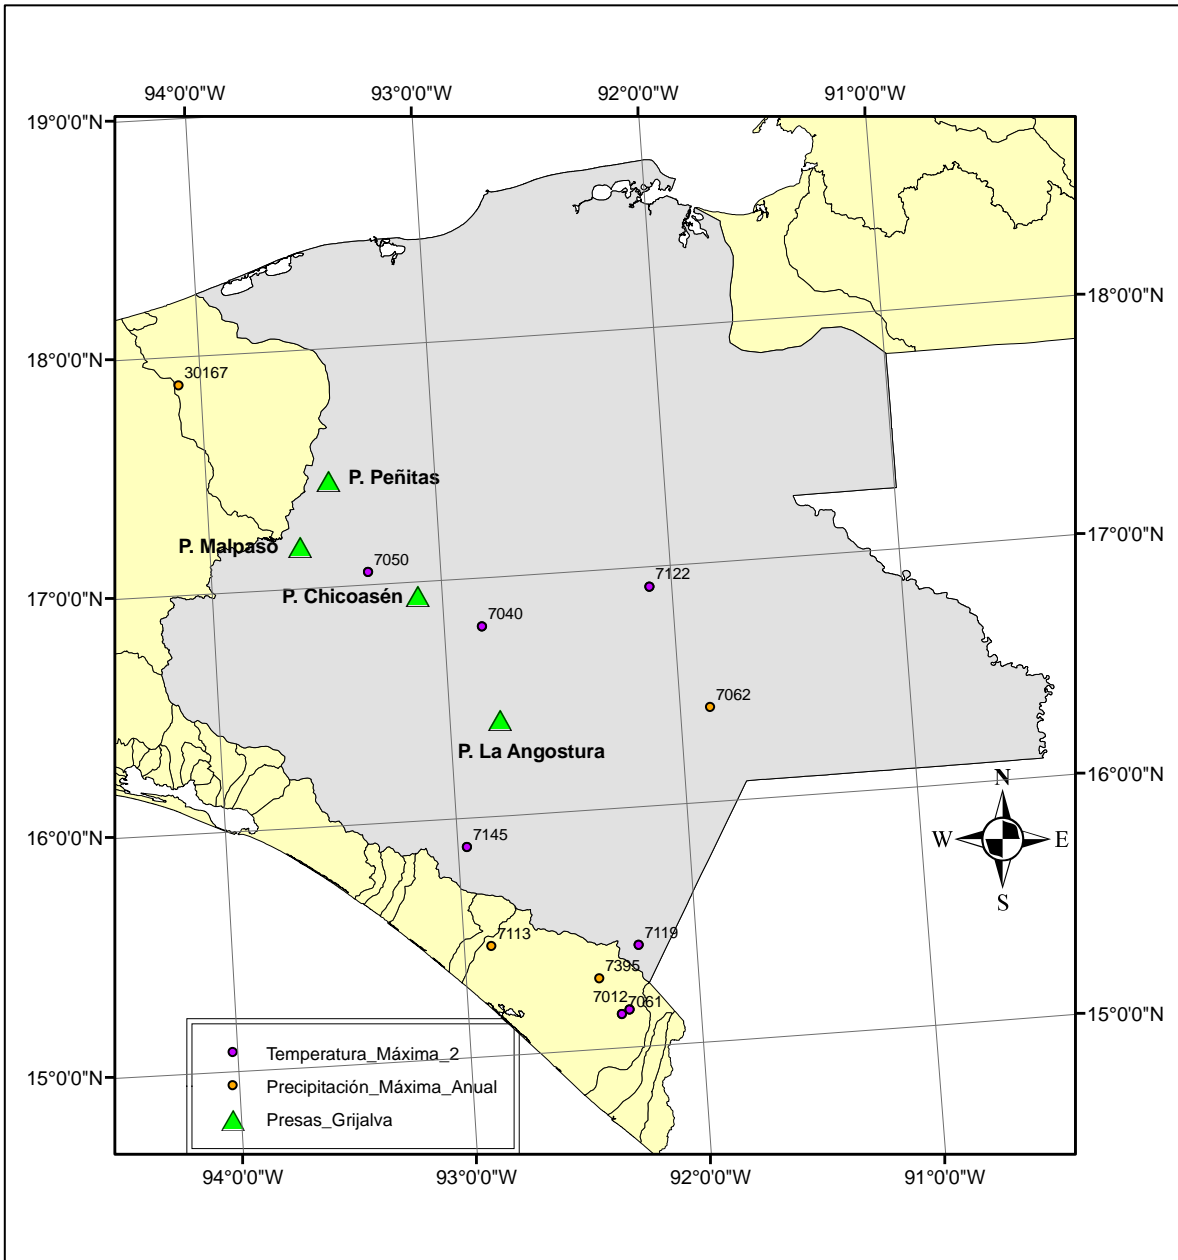 94°0'0"W 93°0'0"W 92°0'0"W 91°0'0"W
19°0'0"N
18°0'0"N
18°0'0"N
30167
P. Peñitas
17°0'0"N
P. Malpaso
7050
7122
P. Chicoasén
17°0'0"N
7040
7062
P. La Angostura
16°0'0"N
N
W E
S
16°0'0"N
7145
7119
7113
7395
7012 7061
15°0'0"N
Temperatura_Máxima_2
15°0'0"N
Precipitación_Máxima_Anual
Presas_Grijalva
94°0'0"W 93°0'0"W 92°0'0"W 91°0'0"W